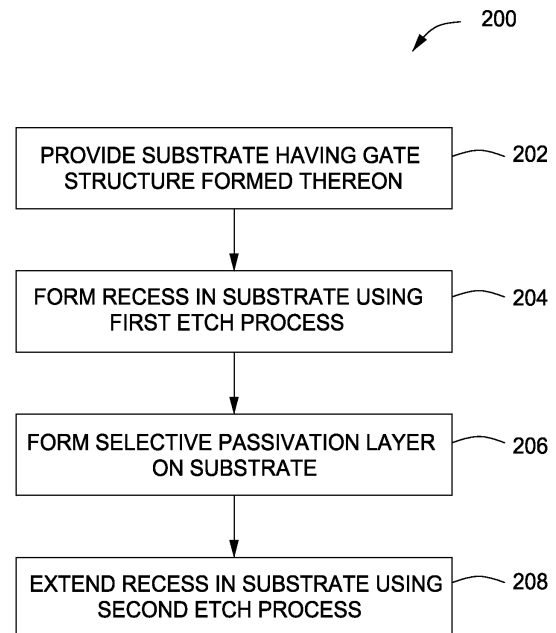 200
PROVIDE SUBSTRATE HAVING GATE
STRUCTURE FORMED THEREON
202
FORM RECESS IN SUBSTRATE USING
FIRST ETCH PROCESS
204
FORM SELECTIVE PASSIVATION LAYER
ON SUBSTRATE
206
EXTEND RECESS IN SUBSTRATE USING
SECOND ETCH PROCESS
208